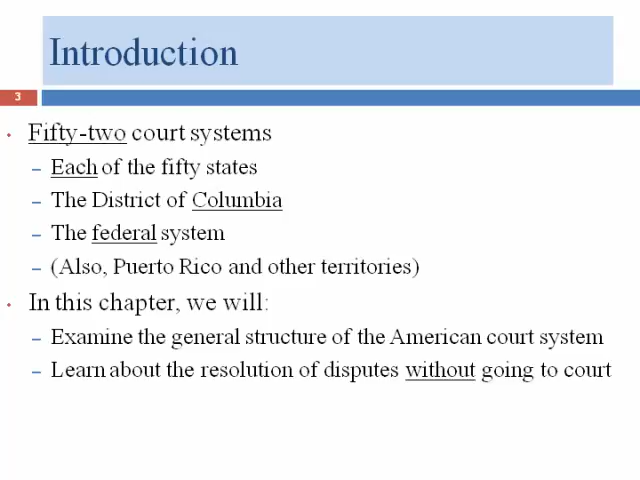 Introduction
3
• Fifty-two court systems
– Each of the fifty states
– The District of Columbia
– The federal system
– (Also, Puerto Rico and other territories)
• In this chapter, we will:
– Examine the general structure of the American court system
– Learn about the resolution of disputes without going to court